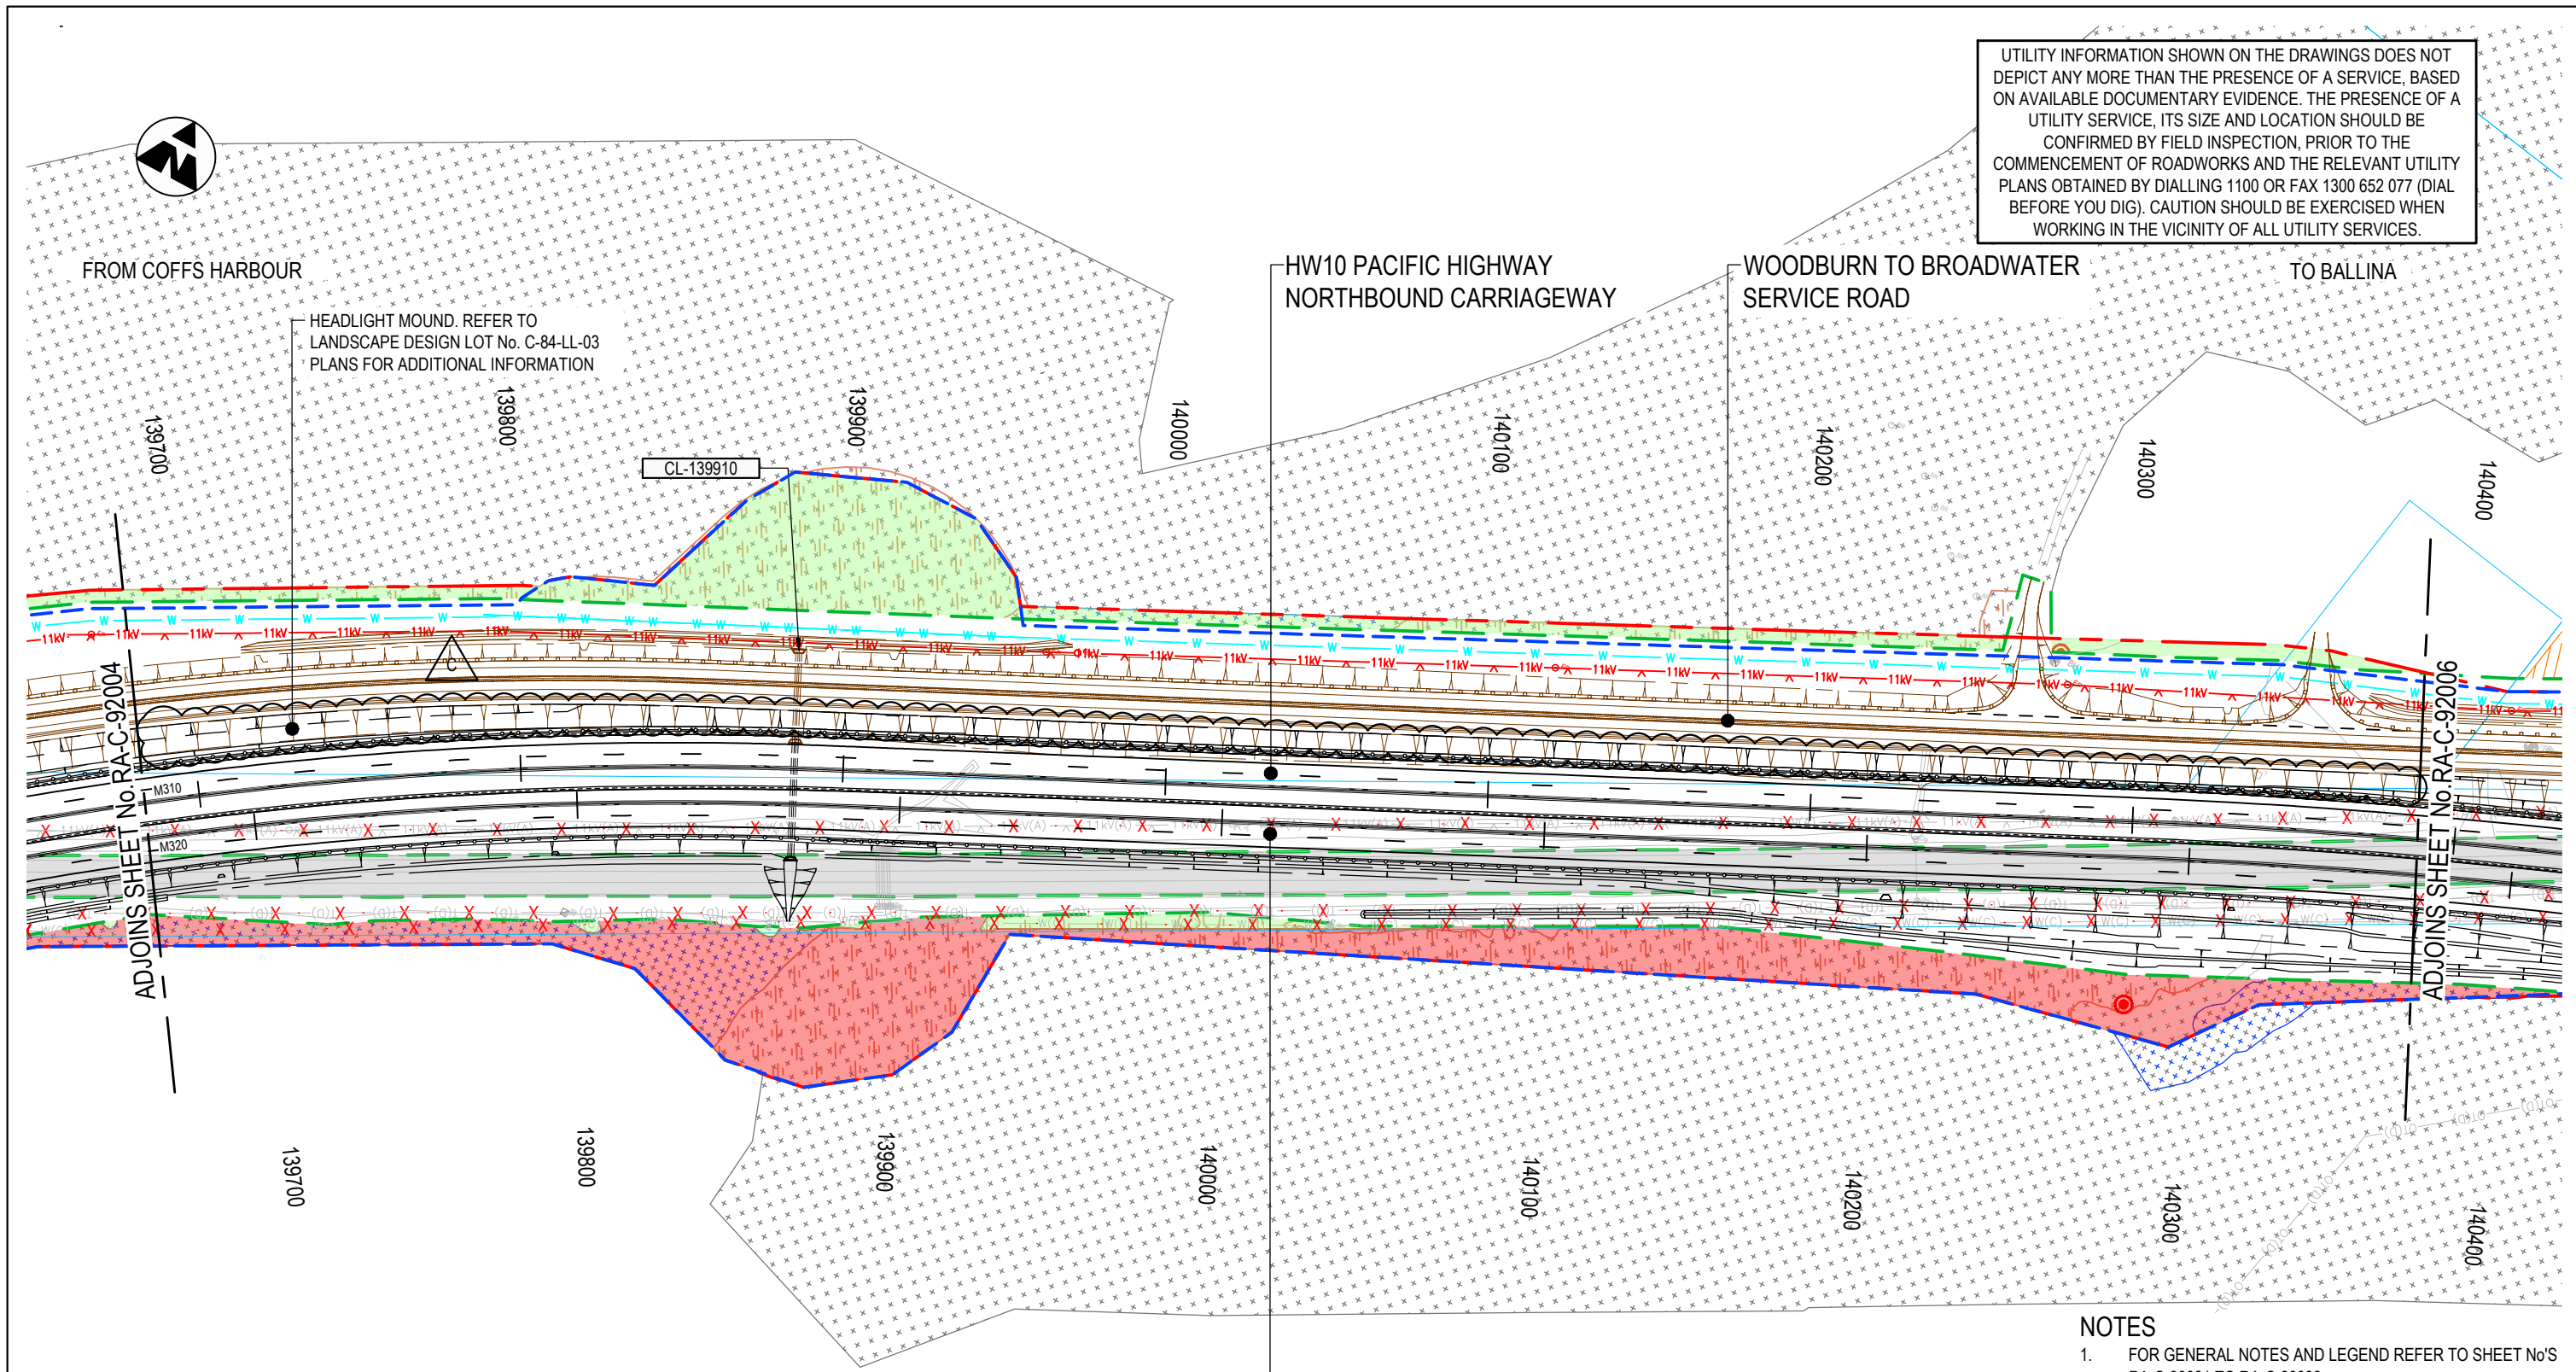 UTILITY INFORMATION SHOWN ON THE DRAWINGS DOES NOT
DEPICT ANY MORE THAN THE PRESENCE OF A SERVICE, BASED
ON AVAILABLE DOCUMENTARY EVIDENCE. THE PRESENCE OF A
UTILITY SERVICE, ITS SIZE AND LOCATION SHOULD BE
CONFIRMED BY FIELD INSPECTION, PRIOR TO THE
COMMENCEMENT OF ROADWORKS AND THE RELEVANT UTILITY
PLANS OBTAINED BY DIALLING 1100 OR FAX 1300 652 077 (DIAL
BEFORE YOU DIG). CAUTION SHOULD BE EXERCISED WHEN
WORKING IN THE VICINITY OF ALL UTILITY SERVICES.
FROM COFFS HARBOUR
HW10 PACIFIC HIGHWAY
NORTHBOUND CARRIAGEWAY
WOODBURN TO BROADWATER
SERVICE ROAD
TO BALLINA
HEADLIGHT MOUND. REFER TO
LANDSCAPE DESIGN LOT No. C-84-LL-03
PLANS FOR ADDITIONAL INFORMATION
139700
139800
139900
140000
140100
140200
140300
140400
CL-139910
C
ADJOINS SHEET No.RA-C-92004
ADJOINS SHEET No.RA-C-92006
M310
M320
139700
139800
139900
140000
140100
140200
140300
140400
NOTES
1. FOR GENERAL NOTES AND LEGEND REFER TO SHEET No'S